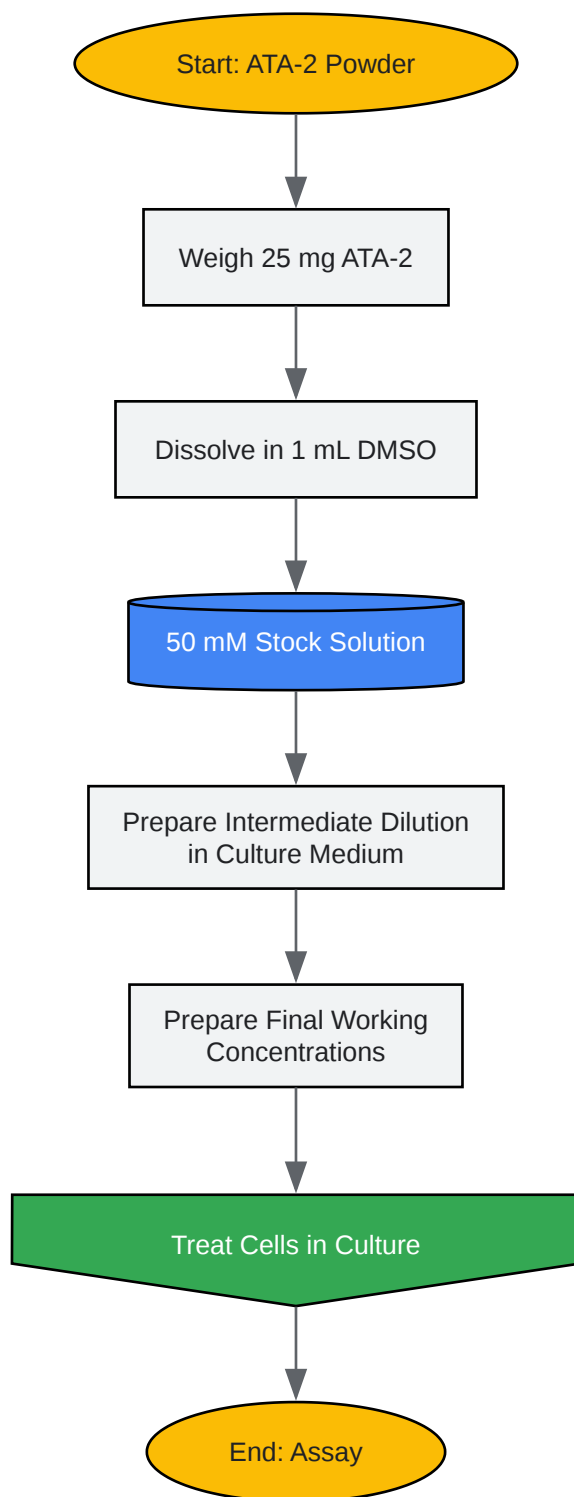 Start: ATA-2 Powder
Weigh 25 mg ATA-2
Dissolve in 1 mL DMSO
50 mM Stock Solution
Prepare Intermediate Dilution
in Culture Medium
Prepare Final Working
Concentrations
Treat Cells in Culture
End: Assay